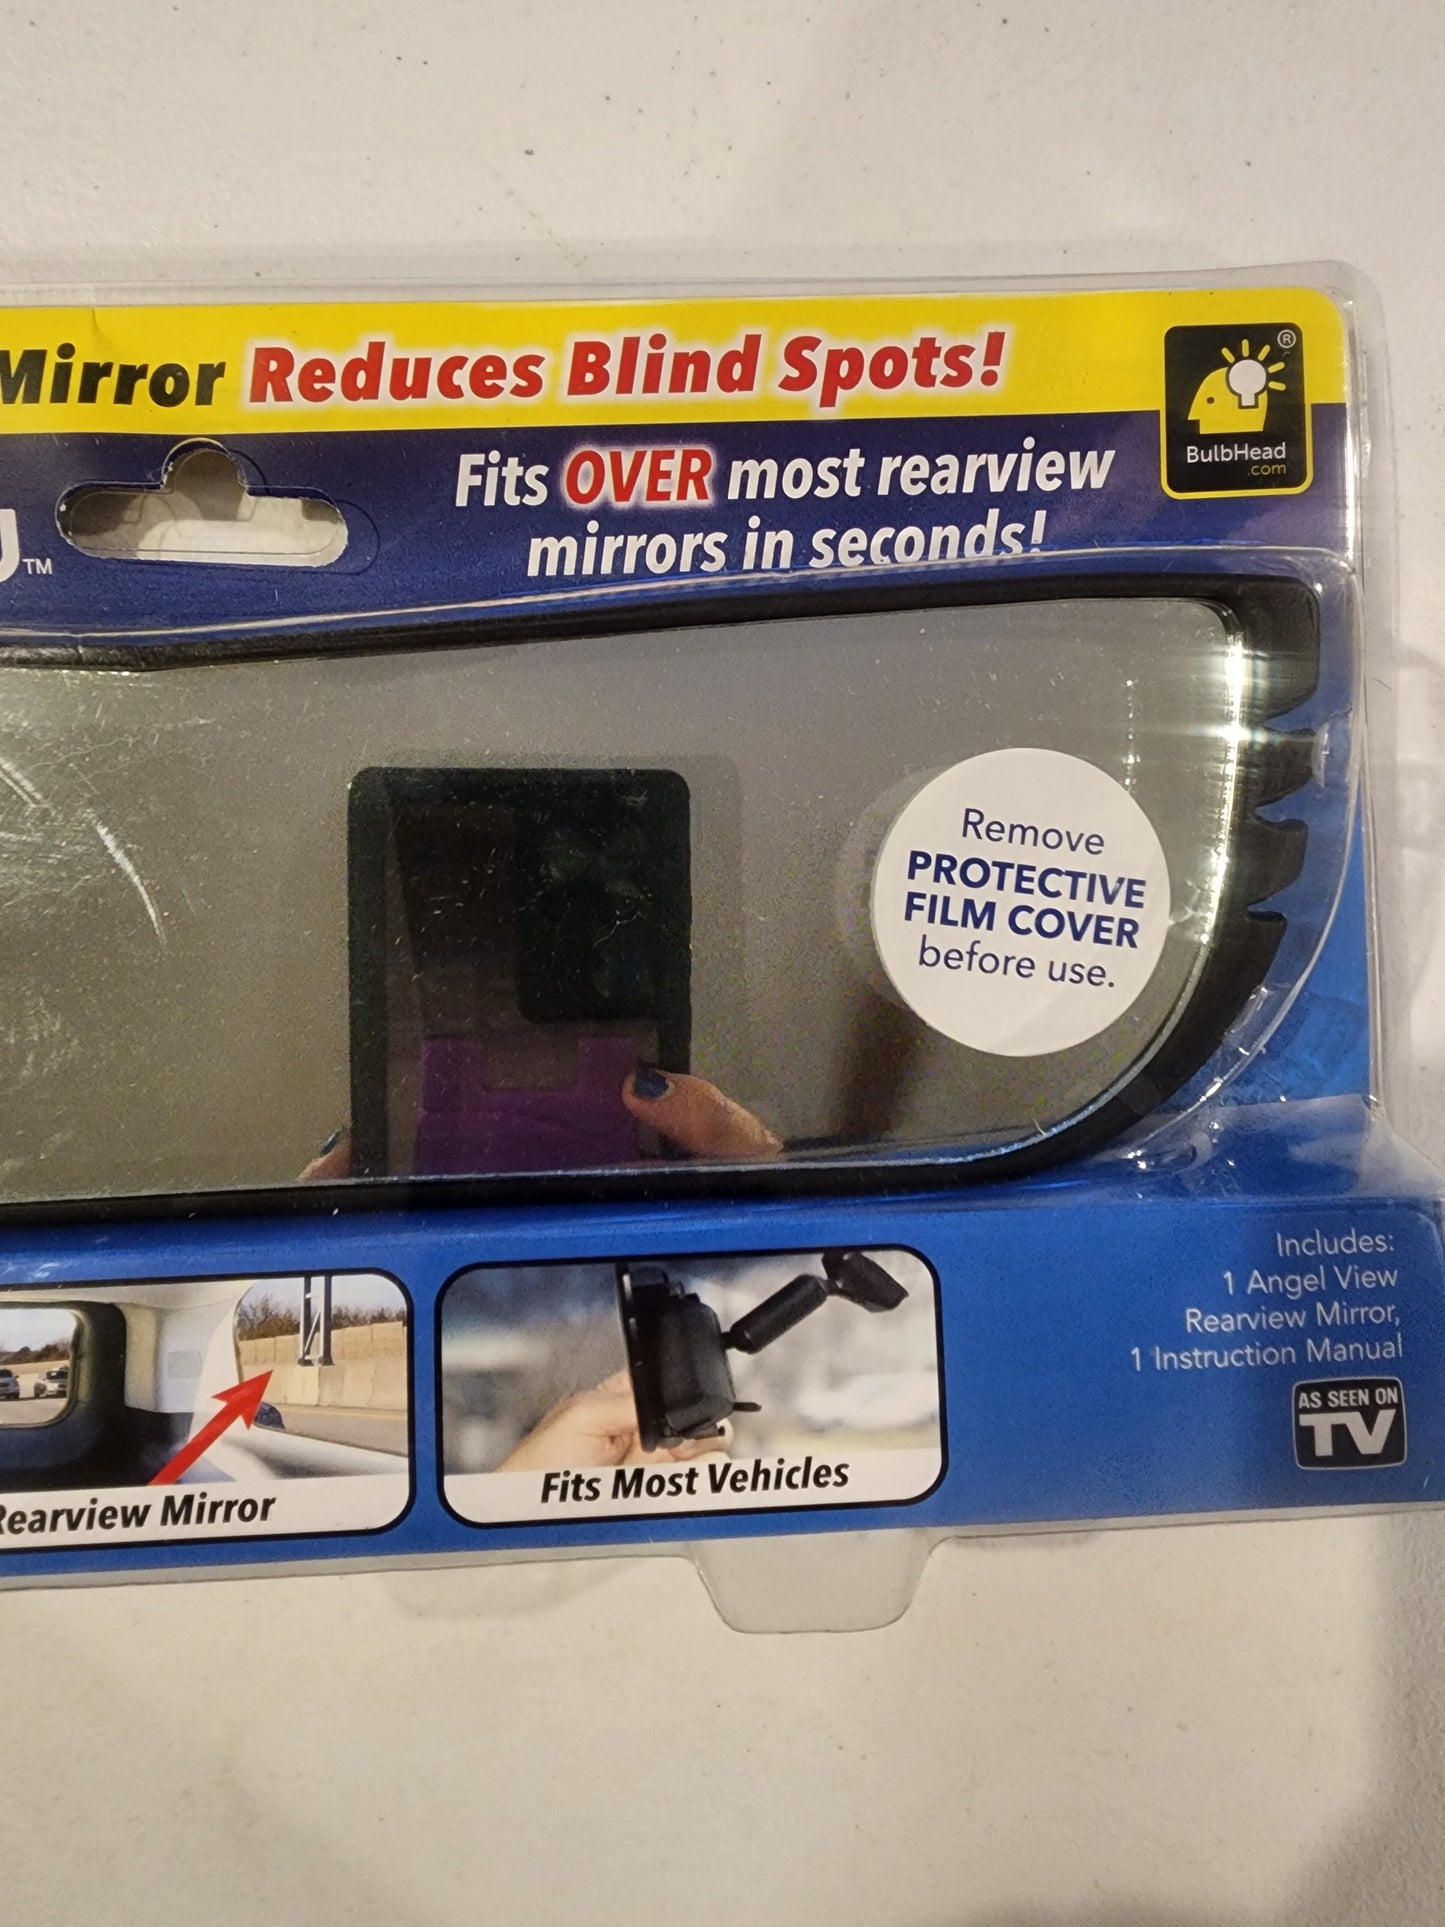 Mirror Reduces Blind Spots!
®
BulbHead
.com
Fits OVER most rearview
mirrors in seconds!
TM
Remove
PROTECTIVE
FILM COVER
before use.
Includes:
1 Angel View
Rearview Mirror,
1 Instruction Manual
AS SEEN ON
TV
Rearview Mirror
Fits Most Vehicles